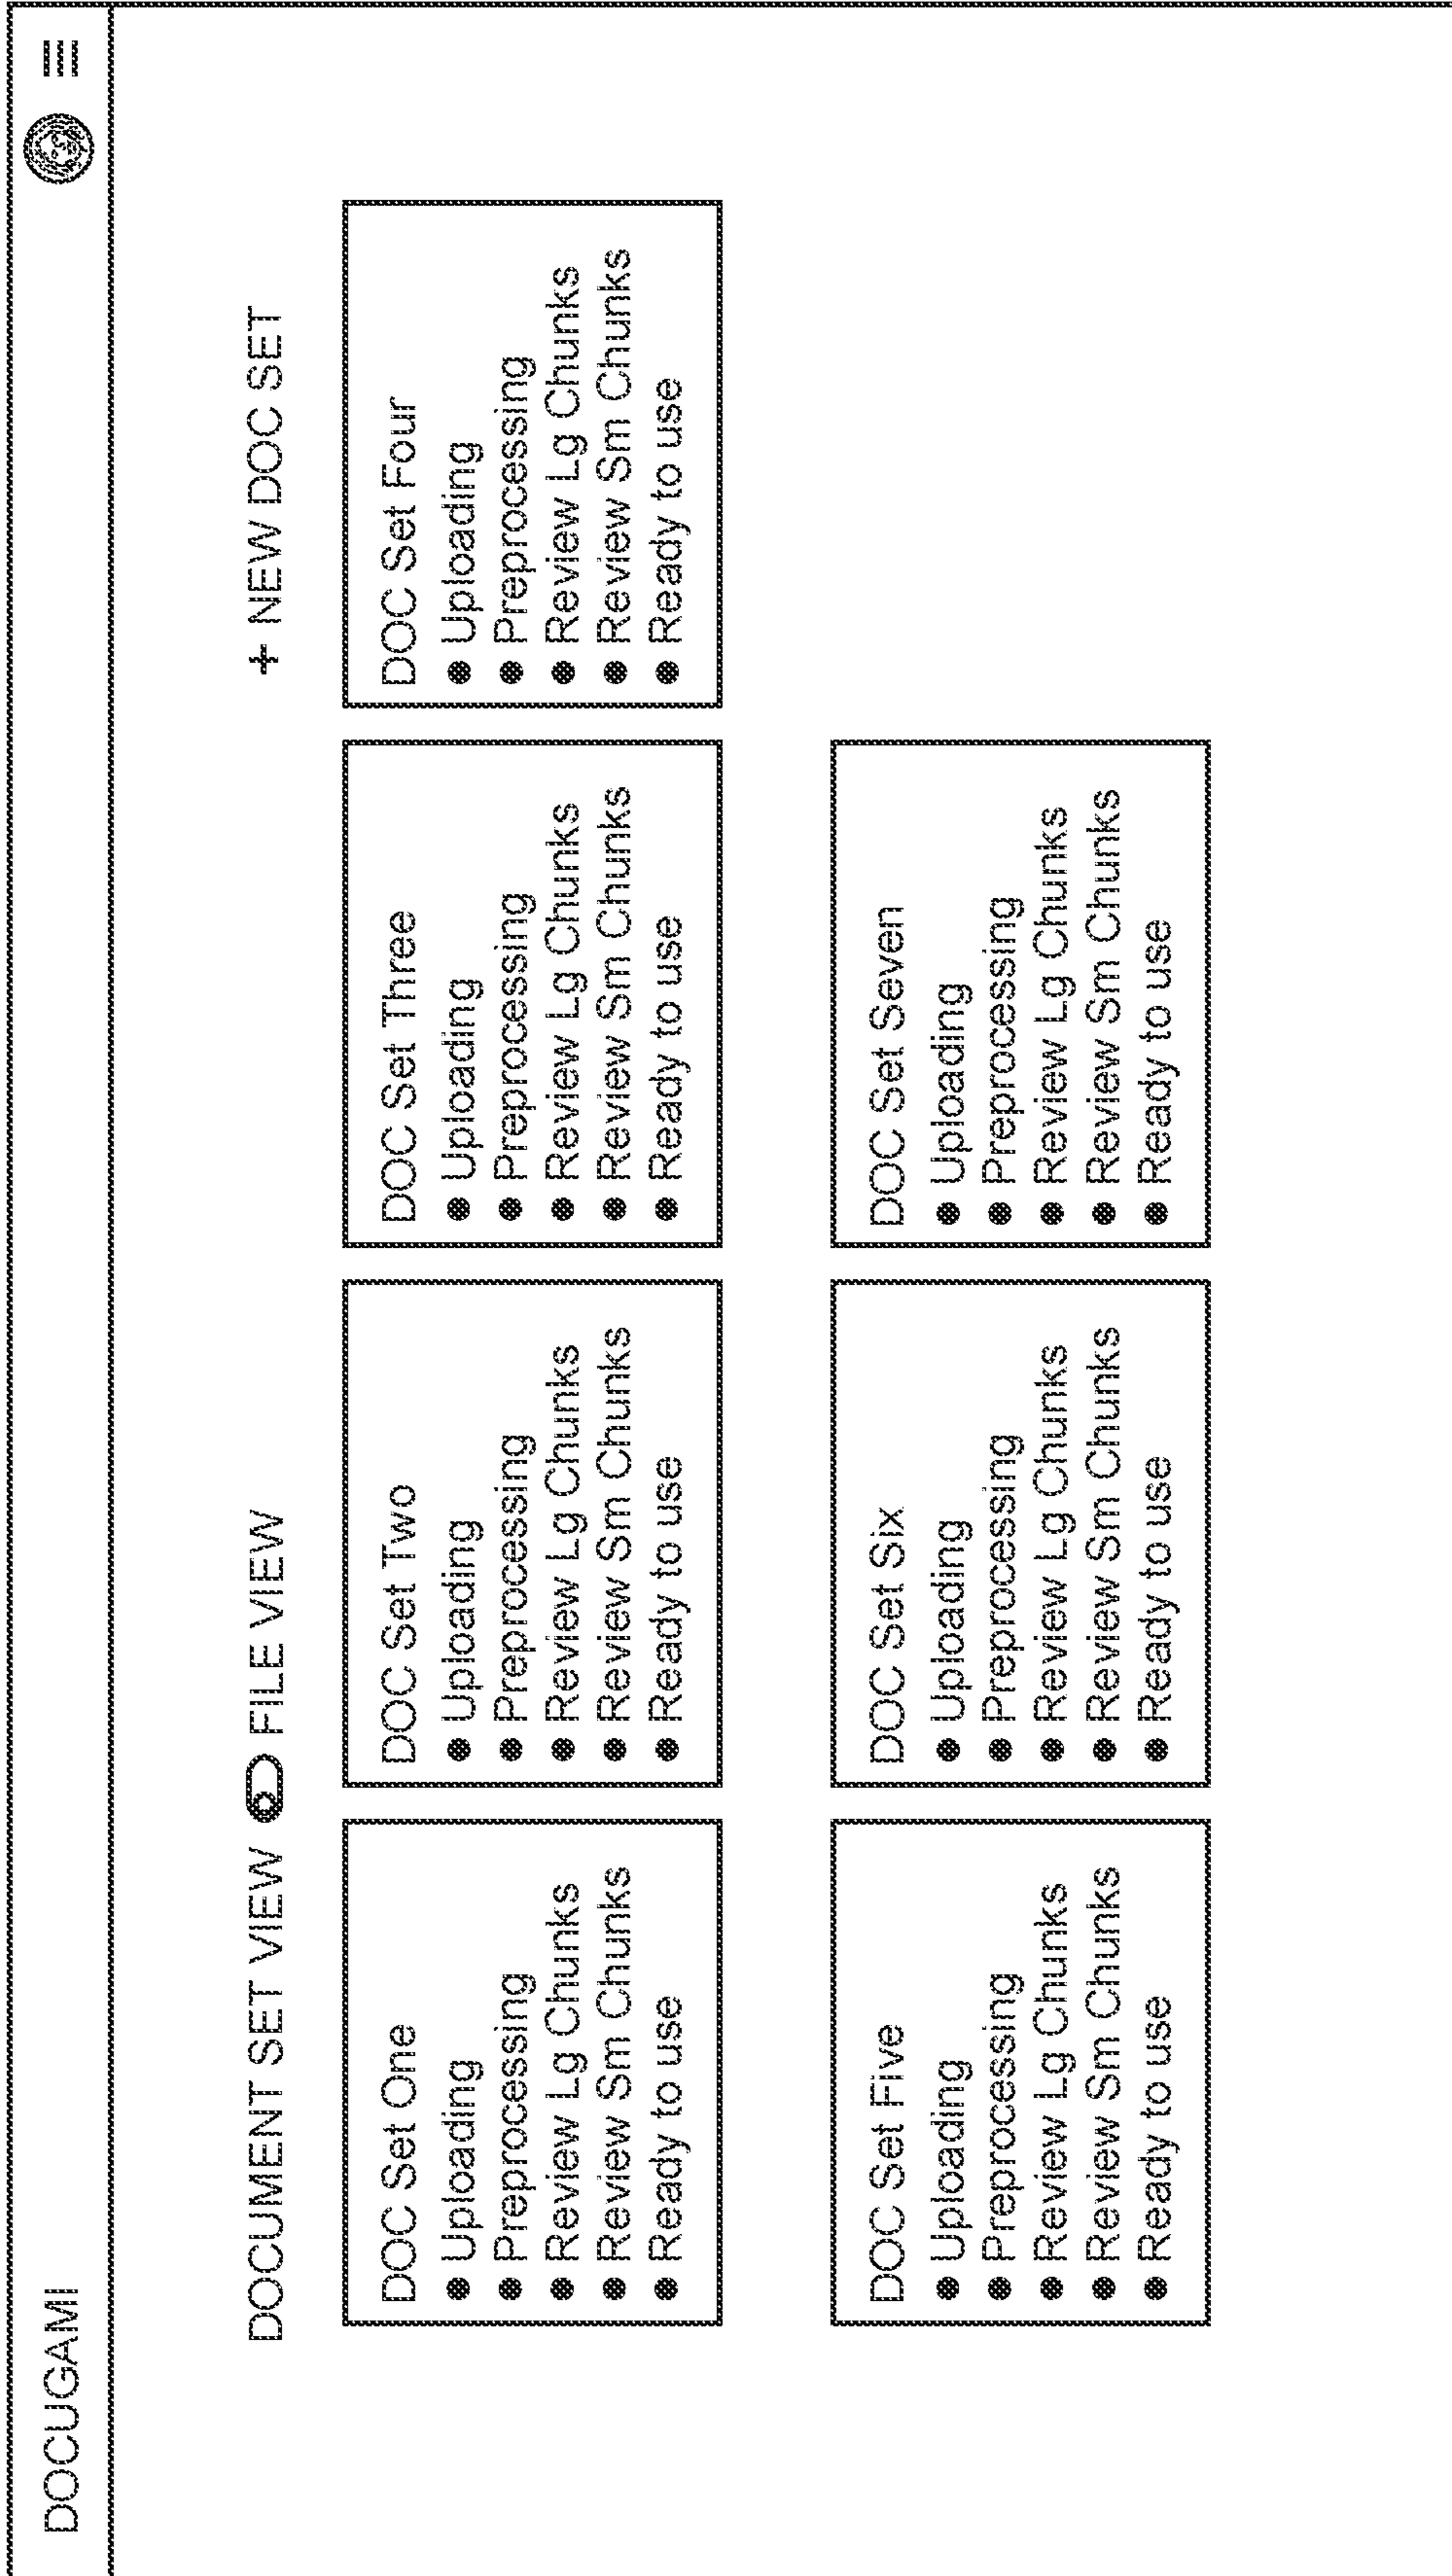 DOCUGAMI
DOCUMENT SET VIEW FILE VIEW
+ NEW DOC SET
DOC Set One
● Uploading
● Preprocessing
● Review Lg Chunks
● Review Sm Chunks
● Ready to use
DOC Set Two
● Uploading
● Preprocessing
● Review Lg Chunks
● Review Sm Chunks
● Ready to use
DOC Set Three
● Uploading
● Preprocessing
● Review Lg Chunks
● Review Sm Chunks
● Ready to use
DOC Set Four
● Uploading
● Preprocessing
● Review Lg Chunks
● Review Sm Chunks
● Ready to use
DOC Set Five
● Uploading
● Preprocessing
● Review Lg Chunks
● Review Sm Chunks
● Ready to use
DOC Set Six
● Uploading
● Preprocessing
● Review Lg Chunks
● Review Sm Chunks
● Ready to use
DOC Set Seven
● Uploading
● Preprocessing
● Review Lg Chunks
● Review Sm Chunks
● Ready to use